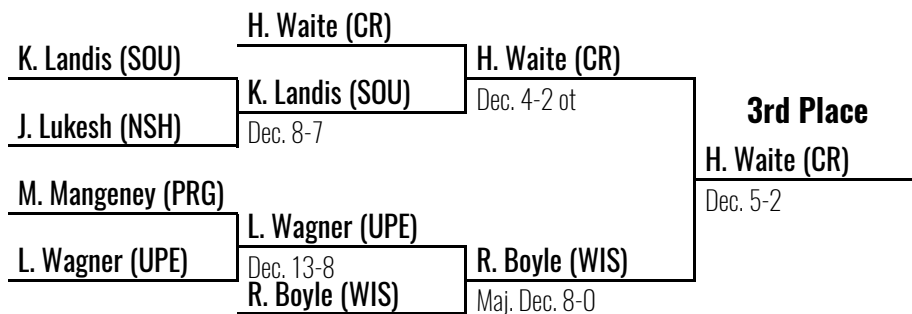 H. Waite (CR)
K. Landis (SOU)
H. Waite (CR)
K. Landis (SOU)
Dec. 4-2 ot
J. Lukesh (NSH)
Dec. 8-7
3rd Place
H. Waite (CR)
M. Mangeney (PRG)
Dec. 5-2
L. Wagner (UPE)
L. Wagner (UPE)
Dec. 13-8
R. Boyle (WIS)
R. Boyle (WIS)
Maj. Dec. 8-0